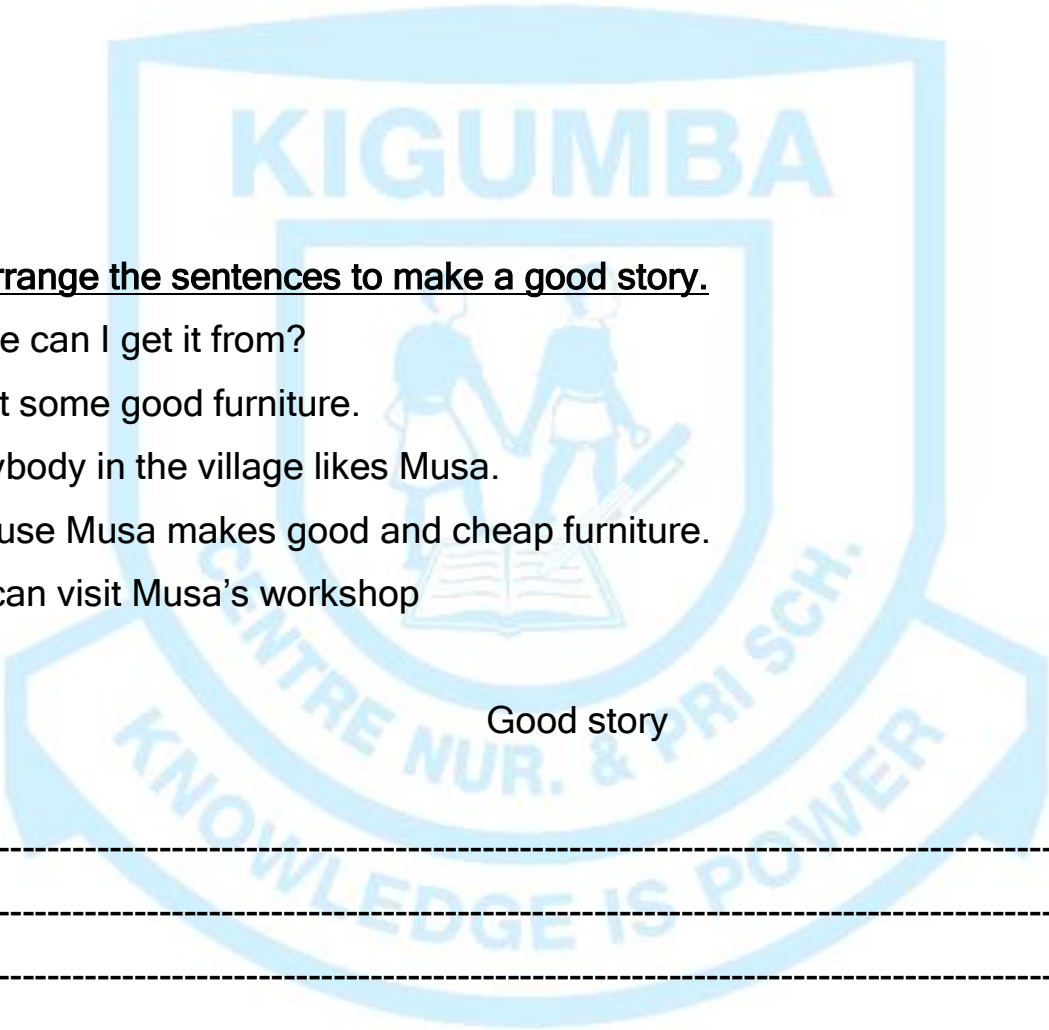 KIGUMBA
rrange the sentences to make a good story.
e can I get it from?
t some good furniture.
ybody in the village likes Musa.
use Musa makes good and cheap furniture.
can visit Musa's workshop
CENTRE NUR. & PRI SCH.
Good story
KNOWLEDGE IS POWER